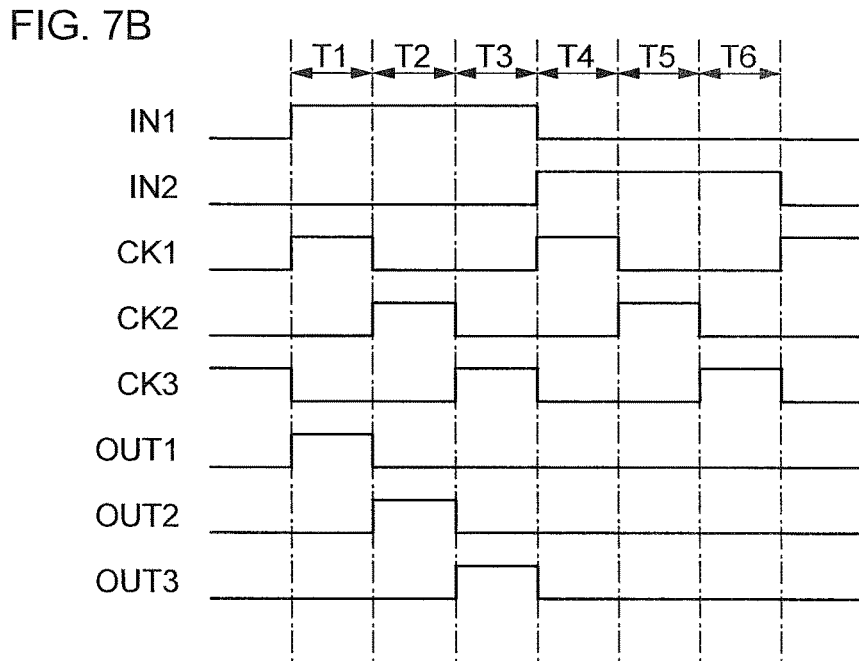 FIG. 7B
T1 T2 T3 T4 T5 T6
IN1
IN2
CK1
CK2
CK3
OUT1
OUT2
OUT3